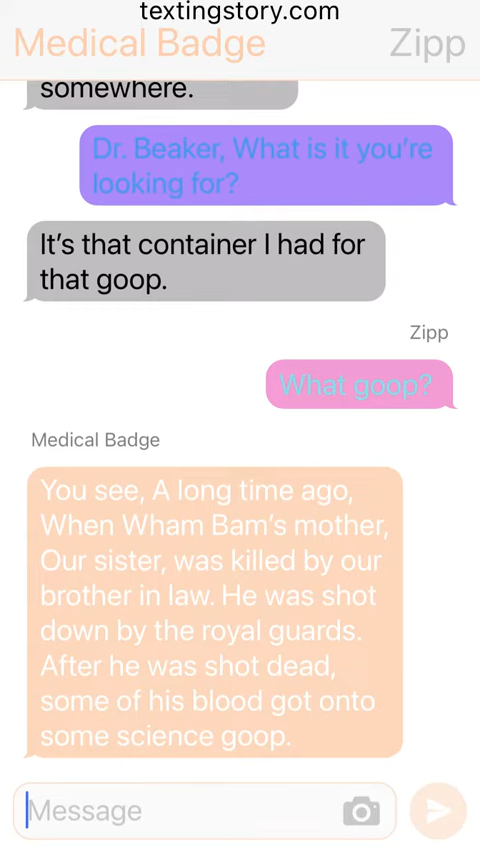 textingstory.com
Medical Badge
Zipp
somewhere.
Dr. Beaker, What is it you're
looking for?
It's that container I had for
that goop.
Zipp
What goop?
Medical Badge
You see, A long time ago,
When Wham Bam's mother,
Our sister, was killed by our
brother in law. He was shot
down by the royal guards.
After he was shot dead,
some of his blood got onto
some science goop.
Message